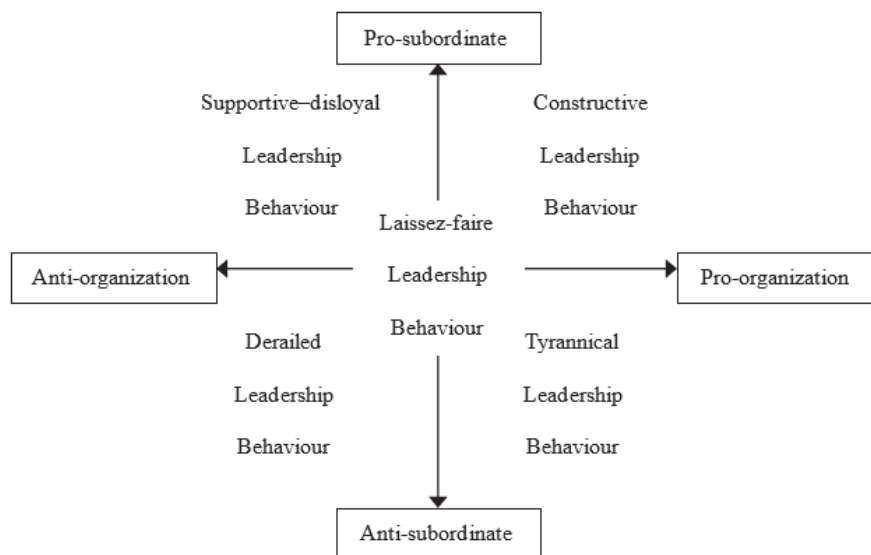 Pro-subordinate
Supportive–disloyal
Leadership
Behaviour
Constructive
Leadership
Behaviour
Laissez-faire
Leadership
Behaviour
Anti-organization
Pro-organization
Derailed
Leadership
Behaviour
Tyrannical
Leadership
Behaviour
Anti-subordinate